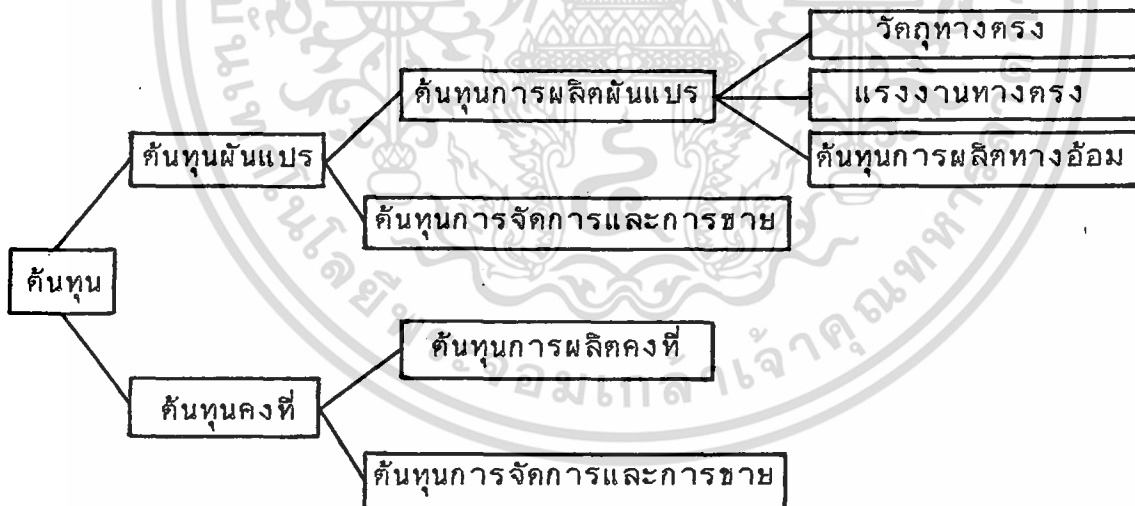 วัตถุทางตรง
ต้นทุนการผลิตผันแปร
แรงงานทางตรง
ต้นทุนผันแปร
ต้นทุนการผลิตทางอ้อม
ต้นทุนการจัดการและการขาย
ต้นทุน
ต้นทุนการผลิตคงที่
ต้นทุนคงที่
ต้นทุนการจัดการและการขาย